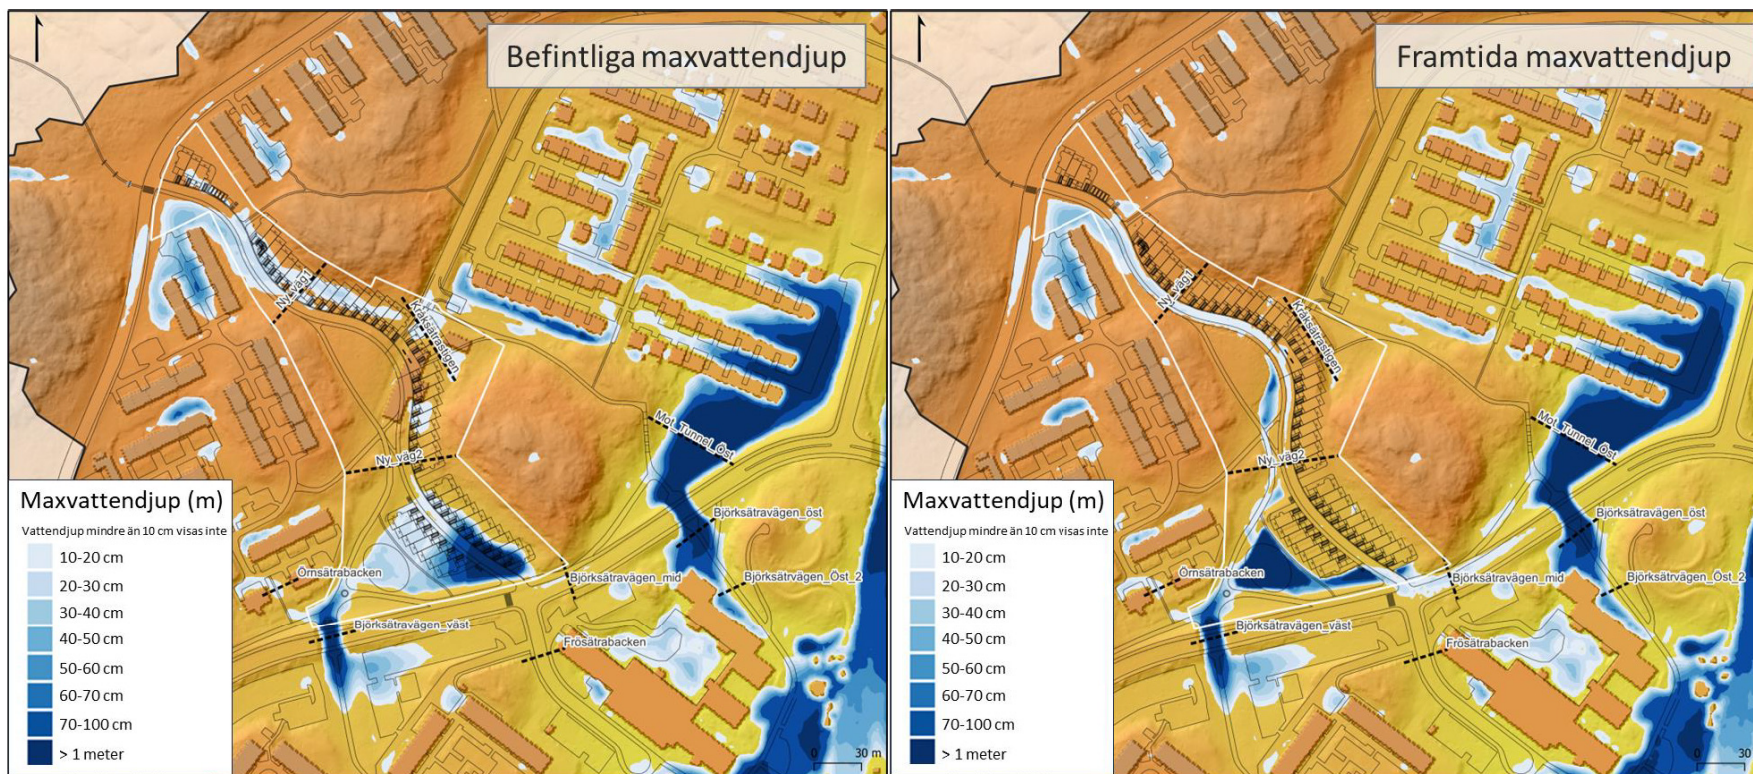 Befintliga maxvattendjup
Ny_väg1
Kråksätrastigen
Mot_Tunnel_Öst
Ny_väg2
Björksätravägen_öst
Örnsätrabacken
Björksätravägen_mid
Björksätrvägen_Öst_2
Björksätravägen_väst
Frösätrabacken
Maxvattendjup (m)
Vattendjup mindre än 10 cm visas inte
10-20 cm
20-30 cm
30-40 cm
40-50 cm
50-60 cm
60-70 cm
70-100 cm
> 1 meter
0 30 m
Framtida maxvattendjup
Ny_väg1
Kråksätrastigen
Mot_Tunnel_Öst
Ny_väg2
Björksätravägen_öst
Örnsätrabacken
Björksätravägen_mid
Björksätrvägen_Öst_2
Björksätravägen_väst
Frösätrabacken
Maxvattendjup (m)
Vattendjup mindre än 10 cm visas inte
10-20 cm
20-30 cm
30-40 cm
40-50 cm
50-60 cm
60-70 cm
70-100 cm
> 1 meter
0 30